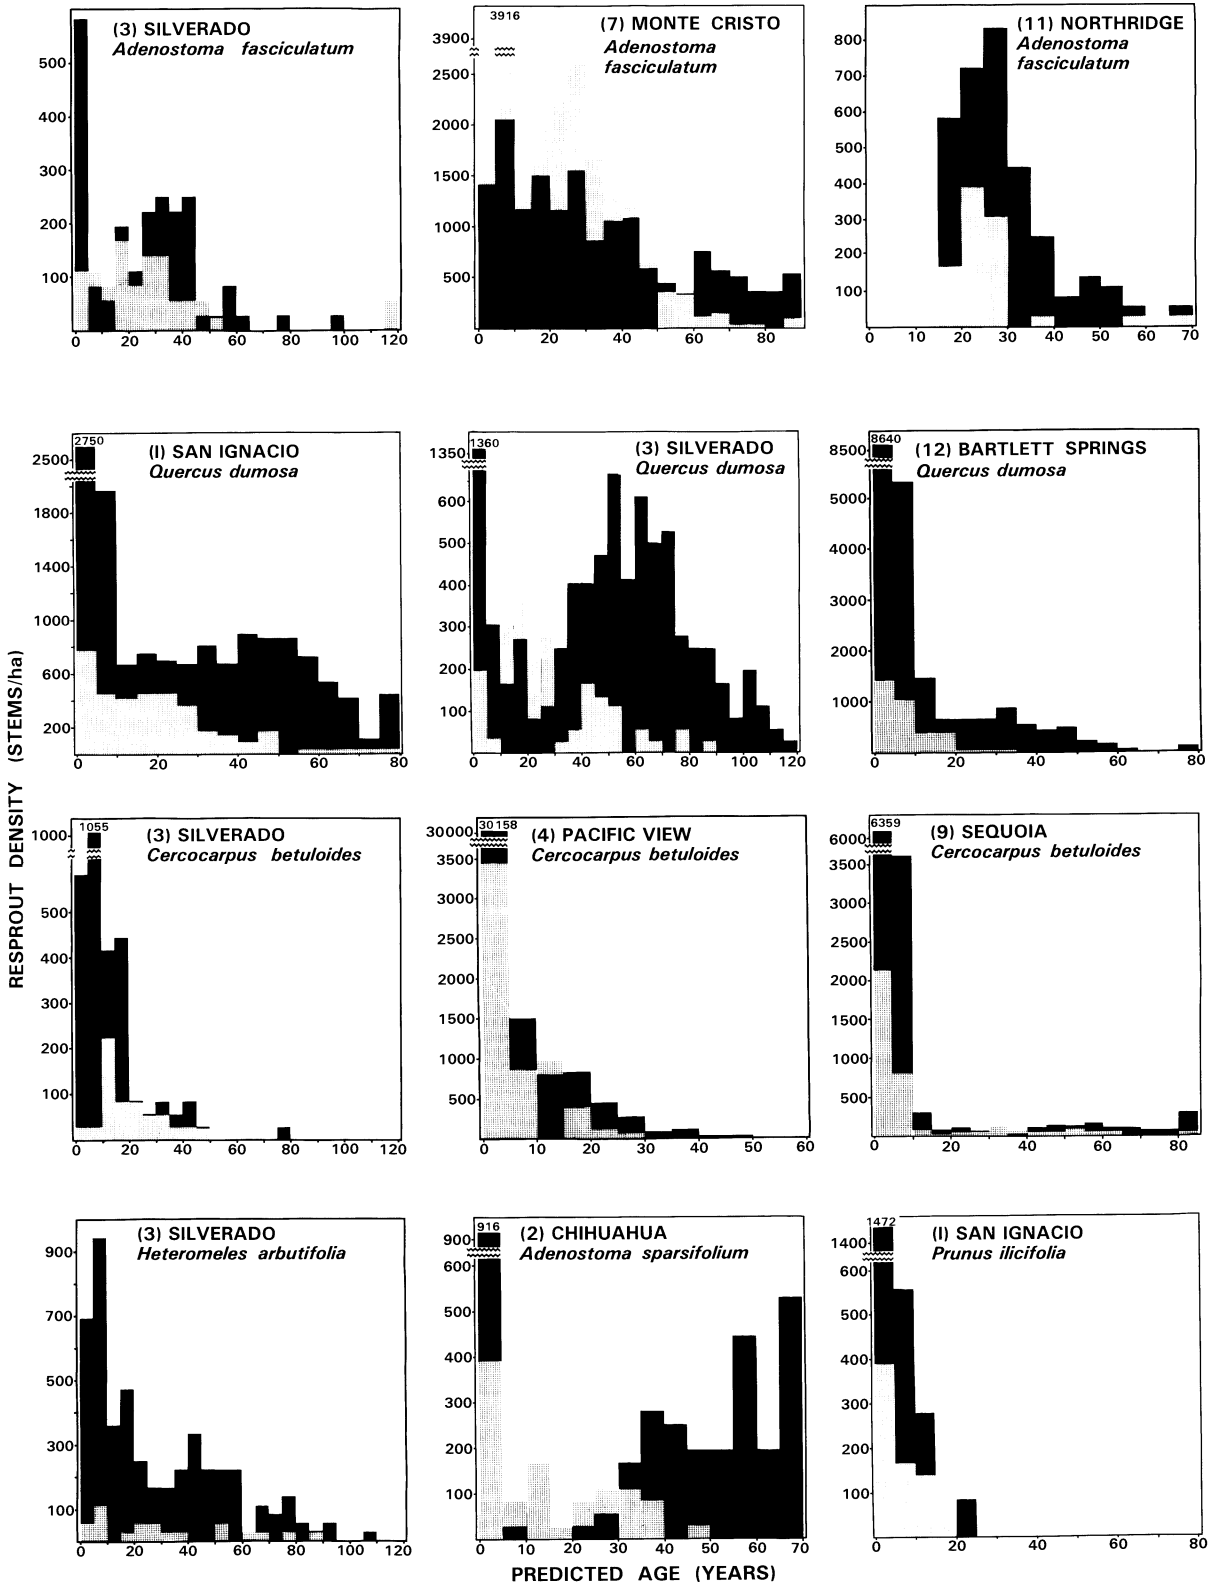 (3) SILVERADO
Adenostoma fasciculatum
500
400
300
200
100
0 20 40 60 80 100 120
3916
(7) MONTE CRISTO
Adenostoma
fasciculatum
3900
2500
2000
1500
1000
500
0 20 40 60 80
(11) NORTHRIDGE
Adenostoma
fasciculatum
800
700
600
500
400
300
200
100
0 10 20 30 40 50 60 70
2750
(I) SAN IGNACIO
Quercus dumosa
2500
1800
1400
1000
600
200
0 20 40 60 80
1360
(3) SILVERADO
Quercus dumosa
1350
600
500
400
300
200
100
0 20 40 60 80 100 120
8640
(12) BARTLETT SPRINGS
Quercus dumosa
8500
5000
4000
3000
2000
1000
0 20 40 60 80
RESPROUT DENSITY (STEMS/ha)
1055
(3) SILVERADO
Cercocarpus betuloides
1000
500
400
300
200
100
0 20 40 60 80 100 120
30158
(4) PACIFIC VIEW
Cercocarpus betuloides
30000
3500
3000
2500
2000
1500
1000
500
0 10 20 30 40 50 60
6359
(9) SEQUOIA
Cercocarpus betuloides
6000
3500
3000
2500
2000
1500
1000
500
0 20 40 60 80
(3) SILVERADO
Heteromeles arbutifolia
900
700
500
300
100
0 20 40 60 80 100 120
916
(2) CHIHUAHUA
Adenostoma sparsifolium
900
600
500
400
300
200
100
0 10 20 30 40 50 60 70
1472
(I) SAN IGNACIO
Prunus ilicifolia
1400
600
500
400
300
200
100
0 20 40 60 80
PREDICTED AGE (YEARS)